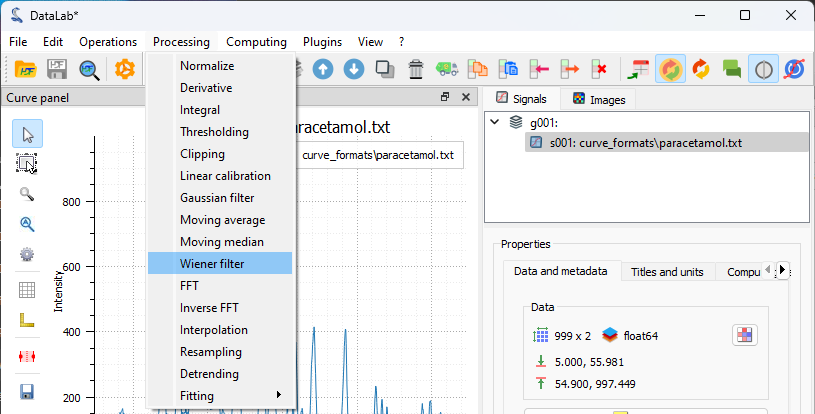 DataLab*
File Edit Operations Processing Computing Plugins View ?
Curve panel
Normalize
Derivative
Integral
Thresholding
Clipping
Linear calibration
Gaussian filter
Moving average
Moving median
Wiener filter
FFT
Inverse FFT
Interpolation
Resampling
Detrending
Fitting
aracetamol.txt
curve_formats\paracetamol.txt
800
600
400
200
Intensity
Signals Images
g001:
s001: curve_formats\paracetamol.txt
Properties
Data and metadata Titles and units Compu
Data
999 x 2 float64
5.000, 55.981
54.900, 997.449